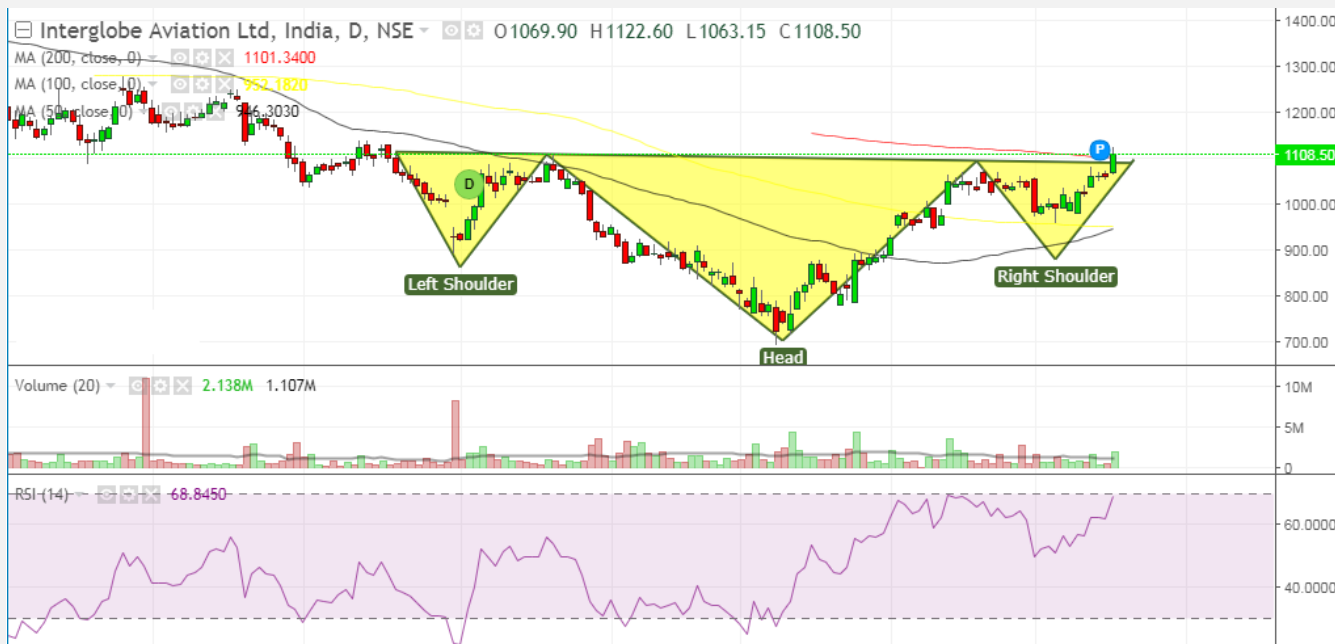 Interglobe Aviation Ltd, India, D, NSE O1069.90 H1122.60 L1063.15 C1108.50
MA (200, close, 0) 1101.3400
MA (100, close, 0) 952.1820
MA (50, close, 0) 946.3030
1400.00
1300.00
1200.00
P
1108.50
D
1000.00
900.00
Left Shoulder
Right Shoulder
800.00
700.00
Head
Volume (20) 2.138M 1.107M
10M
5M
0
RSI (14) 68.8450
60.0000
40.0000